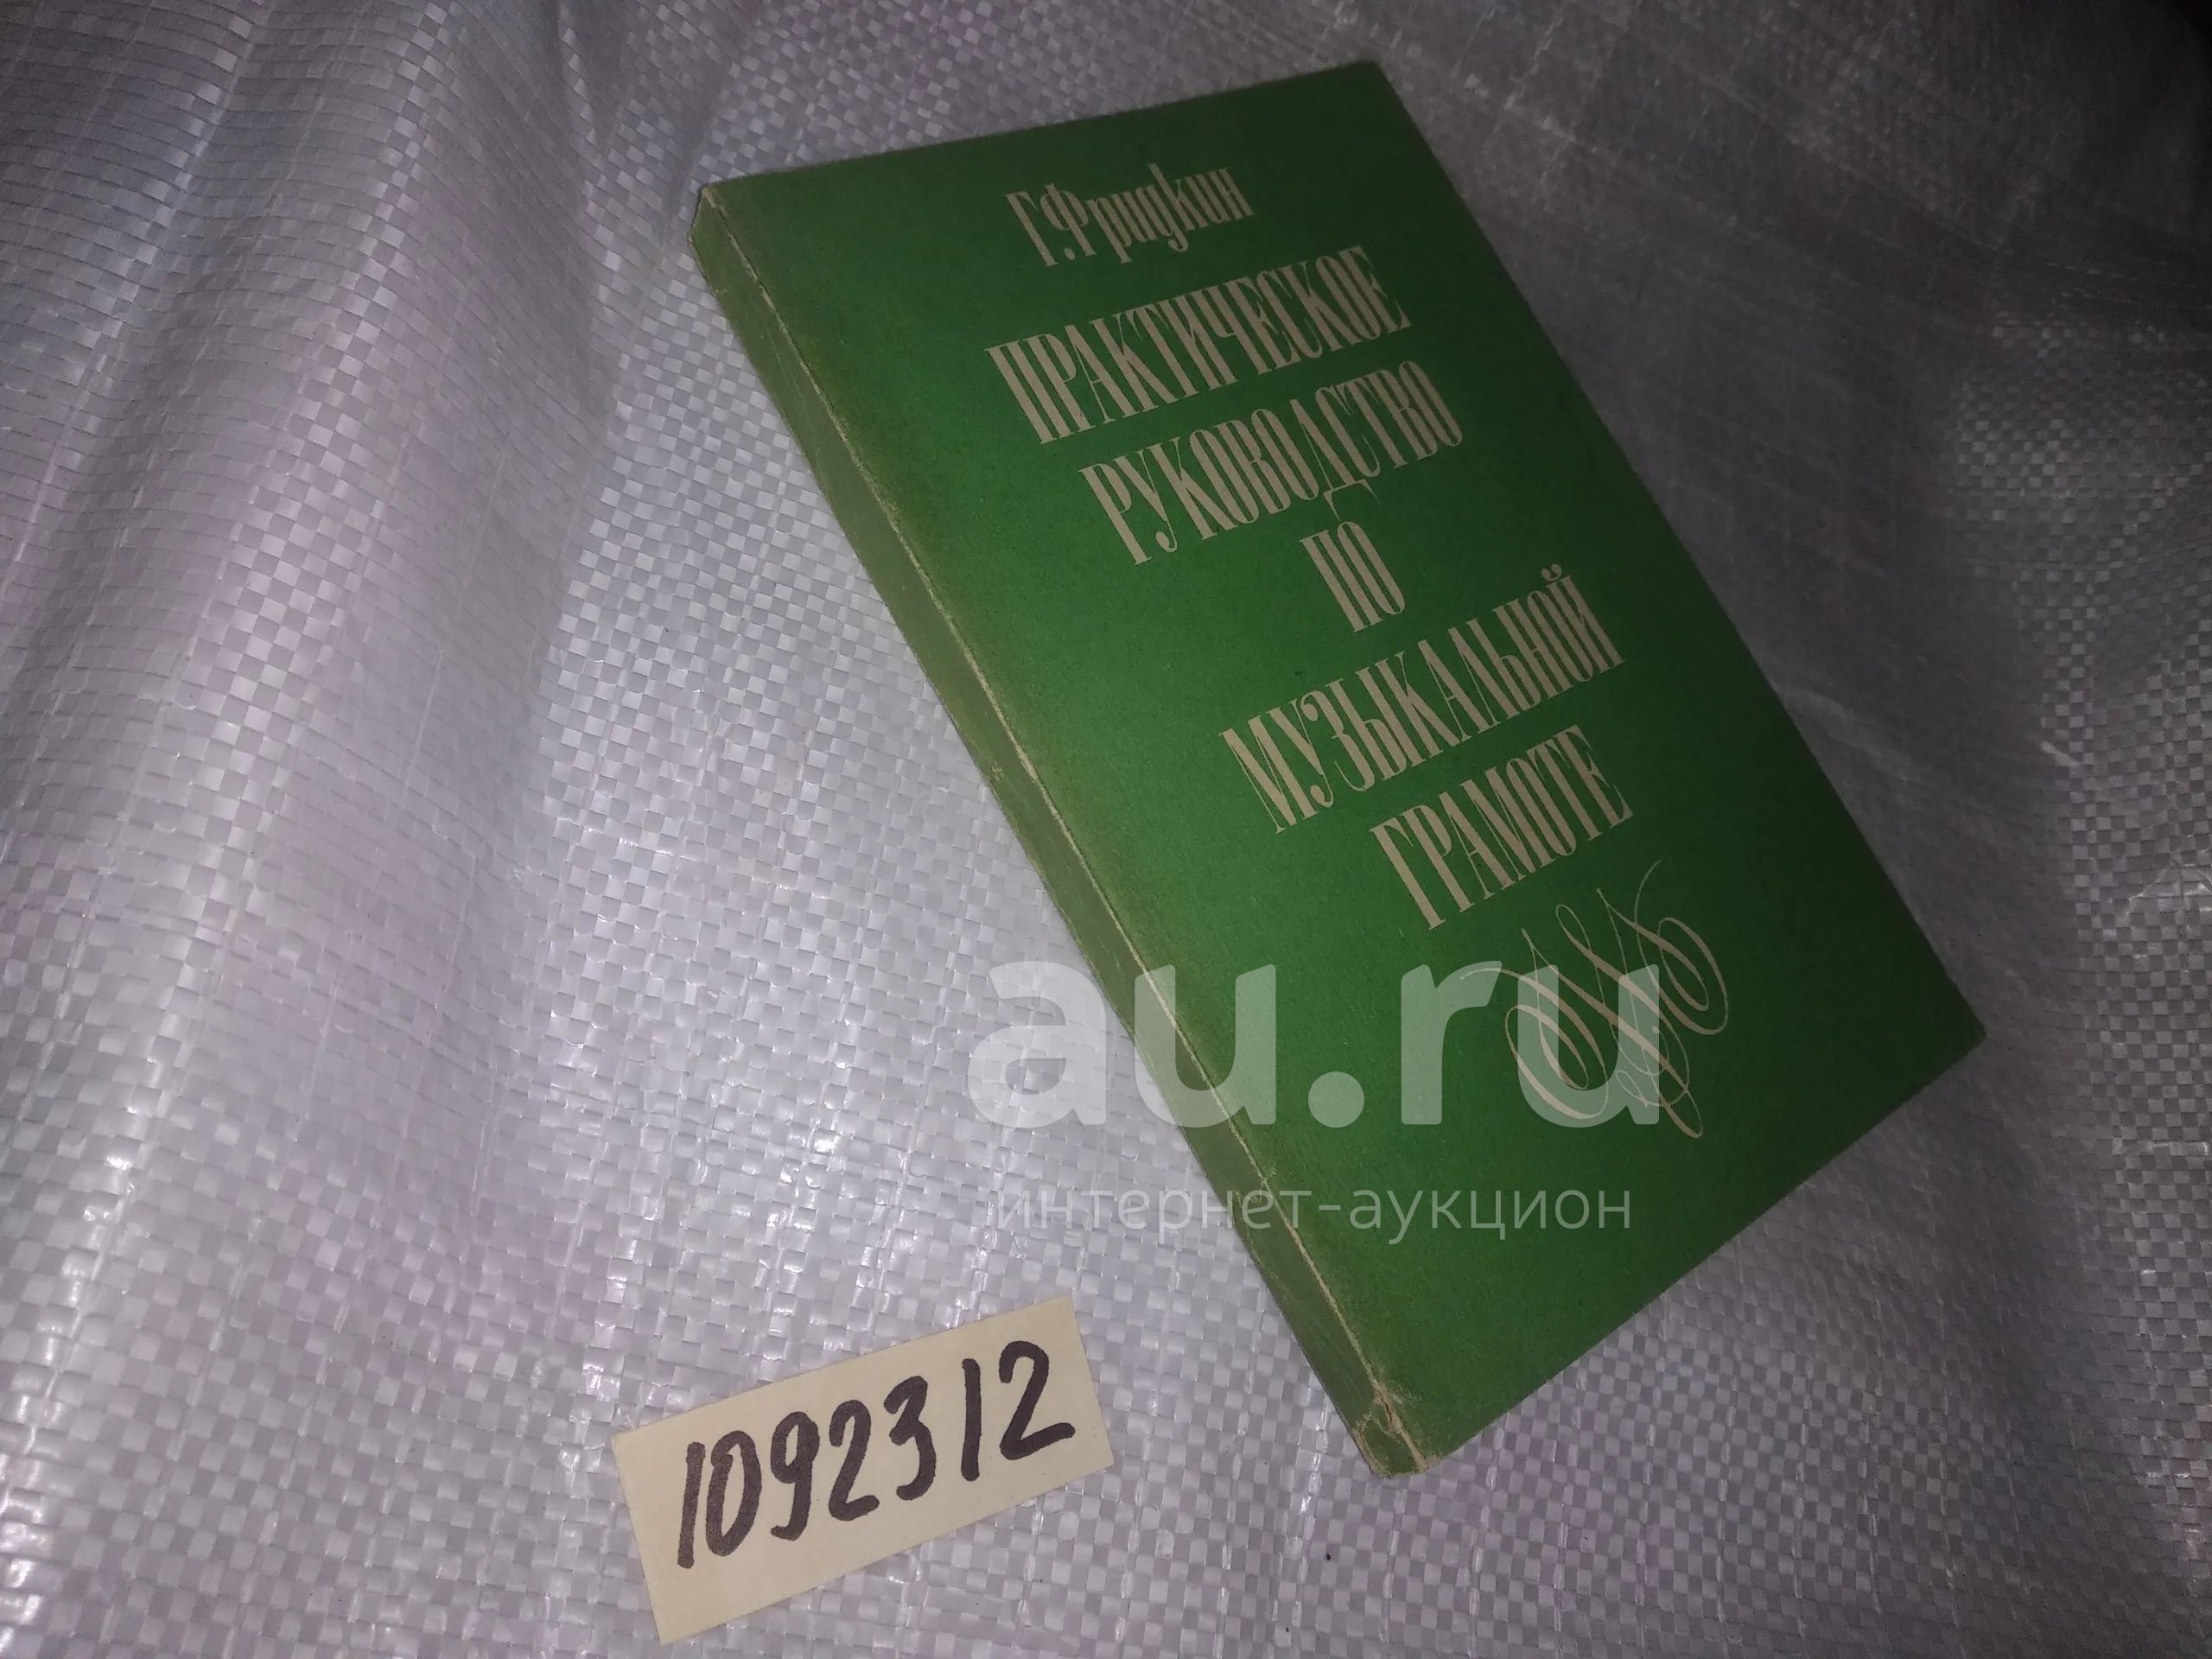 Г. Фридкин
ПРАКТИЧЕСКОЕ
РУКОВОДСТВО
ПО
МУЗЫКАЛЬНОЙ
ГРАМОТЕ
au.ru
интернет-аукцион
1092312